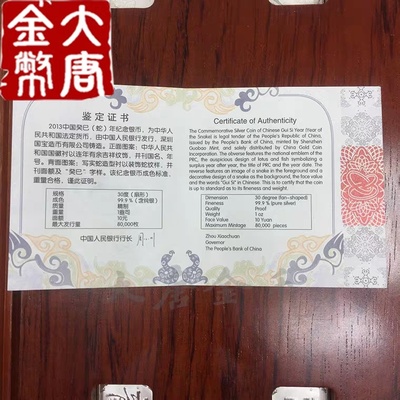 大唐
金幣
鉴定证书
2013中国癸巳（蛇）年纪念银币，为中华人
民共和国法定货币，由中国人民银行发行，深圳
国宝造币有限公司铸造。正面图案：中华人民共
和国国徽衬以连年有余吉祥纹饰，并刊国名、年
号。背面图案：写实蛇造型衬以装饰蛇纹样，并
刊面额及“癸巳”字样。该纪念银币成色标准，
重量合格，谨此证明。
规格 30度（扇形）
成色 99.9%（含纯银）
质量 精制
重量 1盎司
面额 10元
最大发行量 80,000枚
中国人民银行行长
Certificate of Authenticity
The Commemorative Silver Coin of Chinese Gui Si Year (Year of
the Snake) is legal tender of the People's Republic of China,
issued by the People's Bank of China, minted by Shenzhen
Guobao Mint, and solely distributed by China Gold Coin
Incorporation. The obverse features the national emblem of
PRC, the auspicious design of lotus and fish symbolizing a
surplus year after year, the title of PRC, and the year date. The
reverse features an image of a snake in the foreground and a
decorative design of a snake as the background, the face value
and the words "Gui Si" in Chinese. This is to certify that the coin
is up to standard as to its fineness and weight.
Dimension 30 degree (fan-shaped)
Fineness 99.9 % (pure silver)
Quality Proof
Weight 1 oz
Face Value 10 Yuan
Maximum Mintage 80,000 pieces
Zhou Xiaochuan
Governor
The People's Bank of China